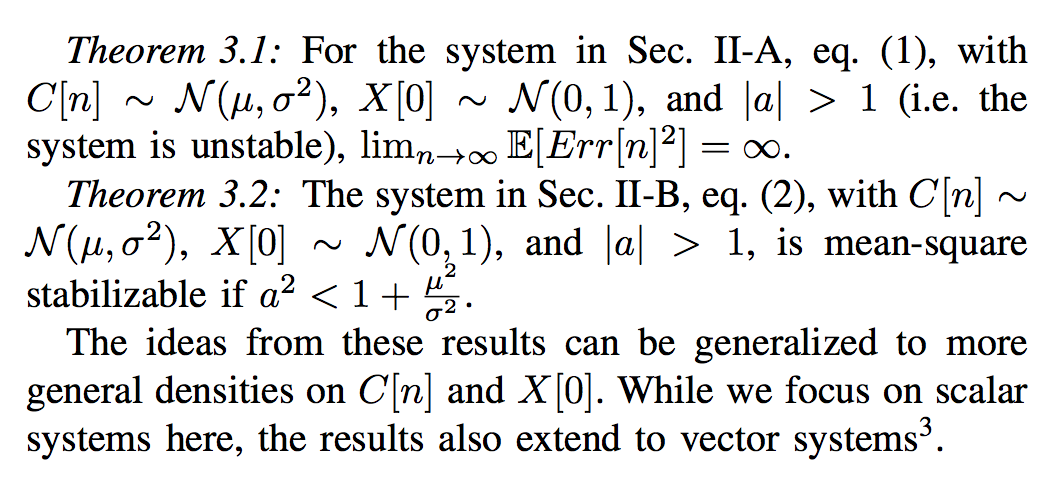 Theorem 3.1: For the system in Sec. II-A, eq. (1), with
C[n] ∼ 𝒩(μ, σ²), X[0] ∼ 𝒩(0, 1), and |a| > 1 (i.e. the
system is unstable), limₙ→∞ 𝔼[Err[n]²] = ∞.
Theorem 3.2: The system in Sec. II-B, eq. (2), with C[n] ∼
𝒩(μ, σ²), X[0] ∼ 𝒩(0, 1), and |a| > 1, is mean-square
stabilizable if a² < 1 + μ²/σ².
The ideas from these results can be generalized to more
general densities on C[n] and X[0]. While we focus on scalar
systems here, the results also extend to vector systems³.